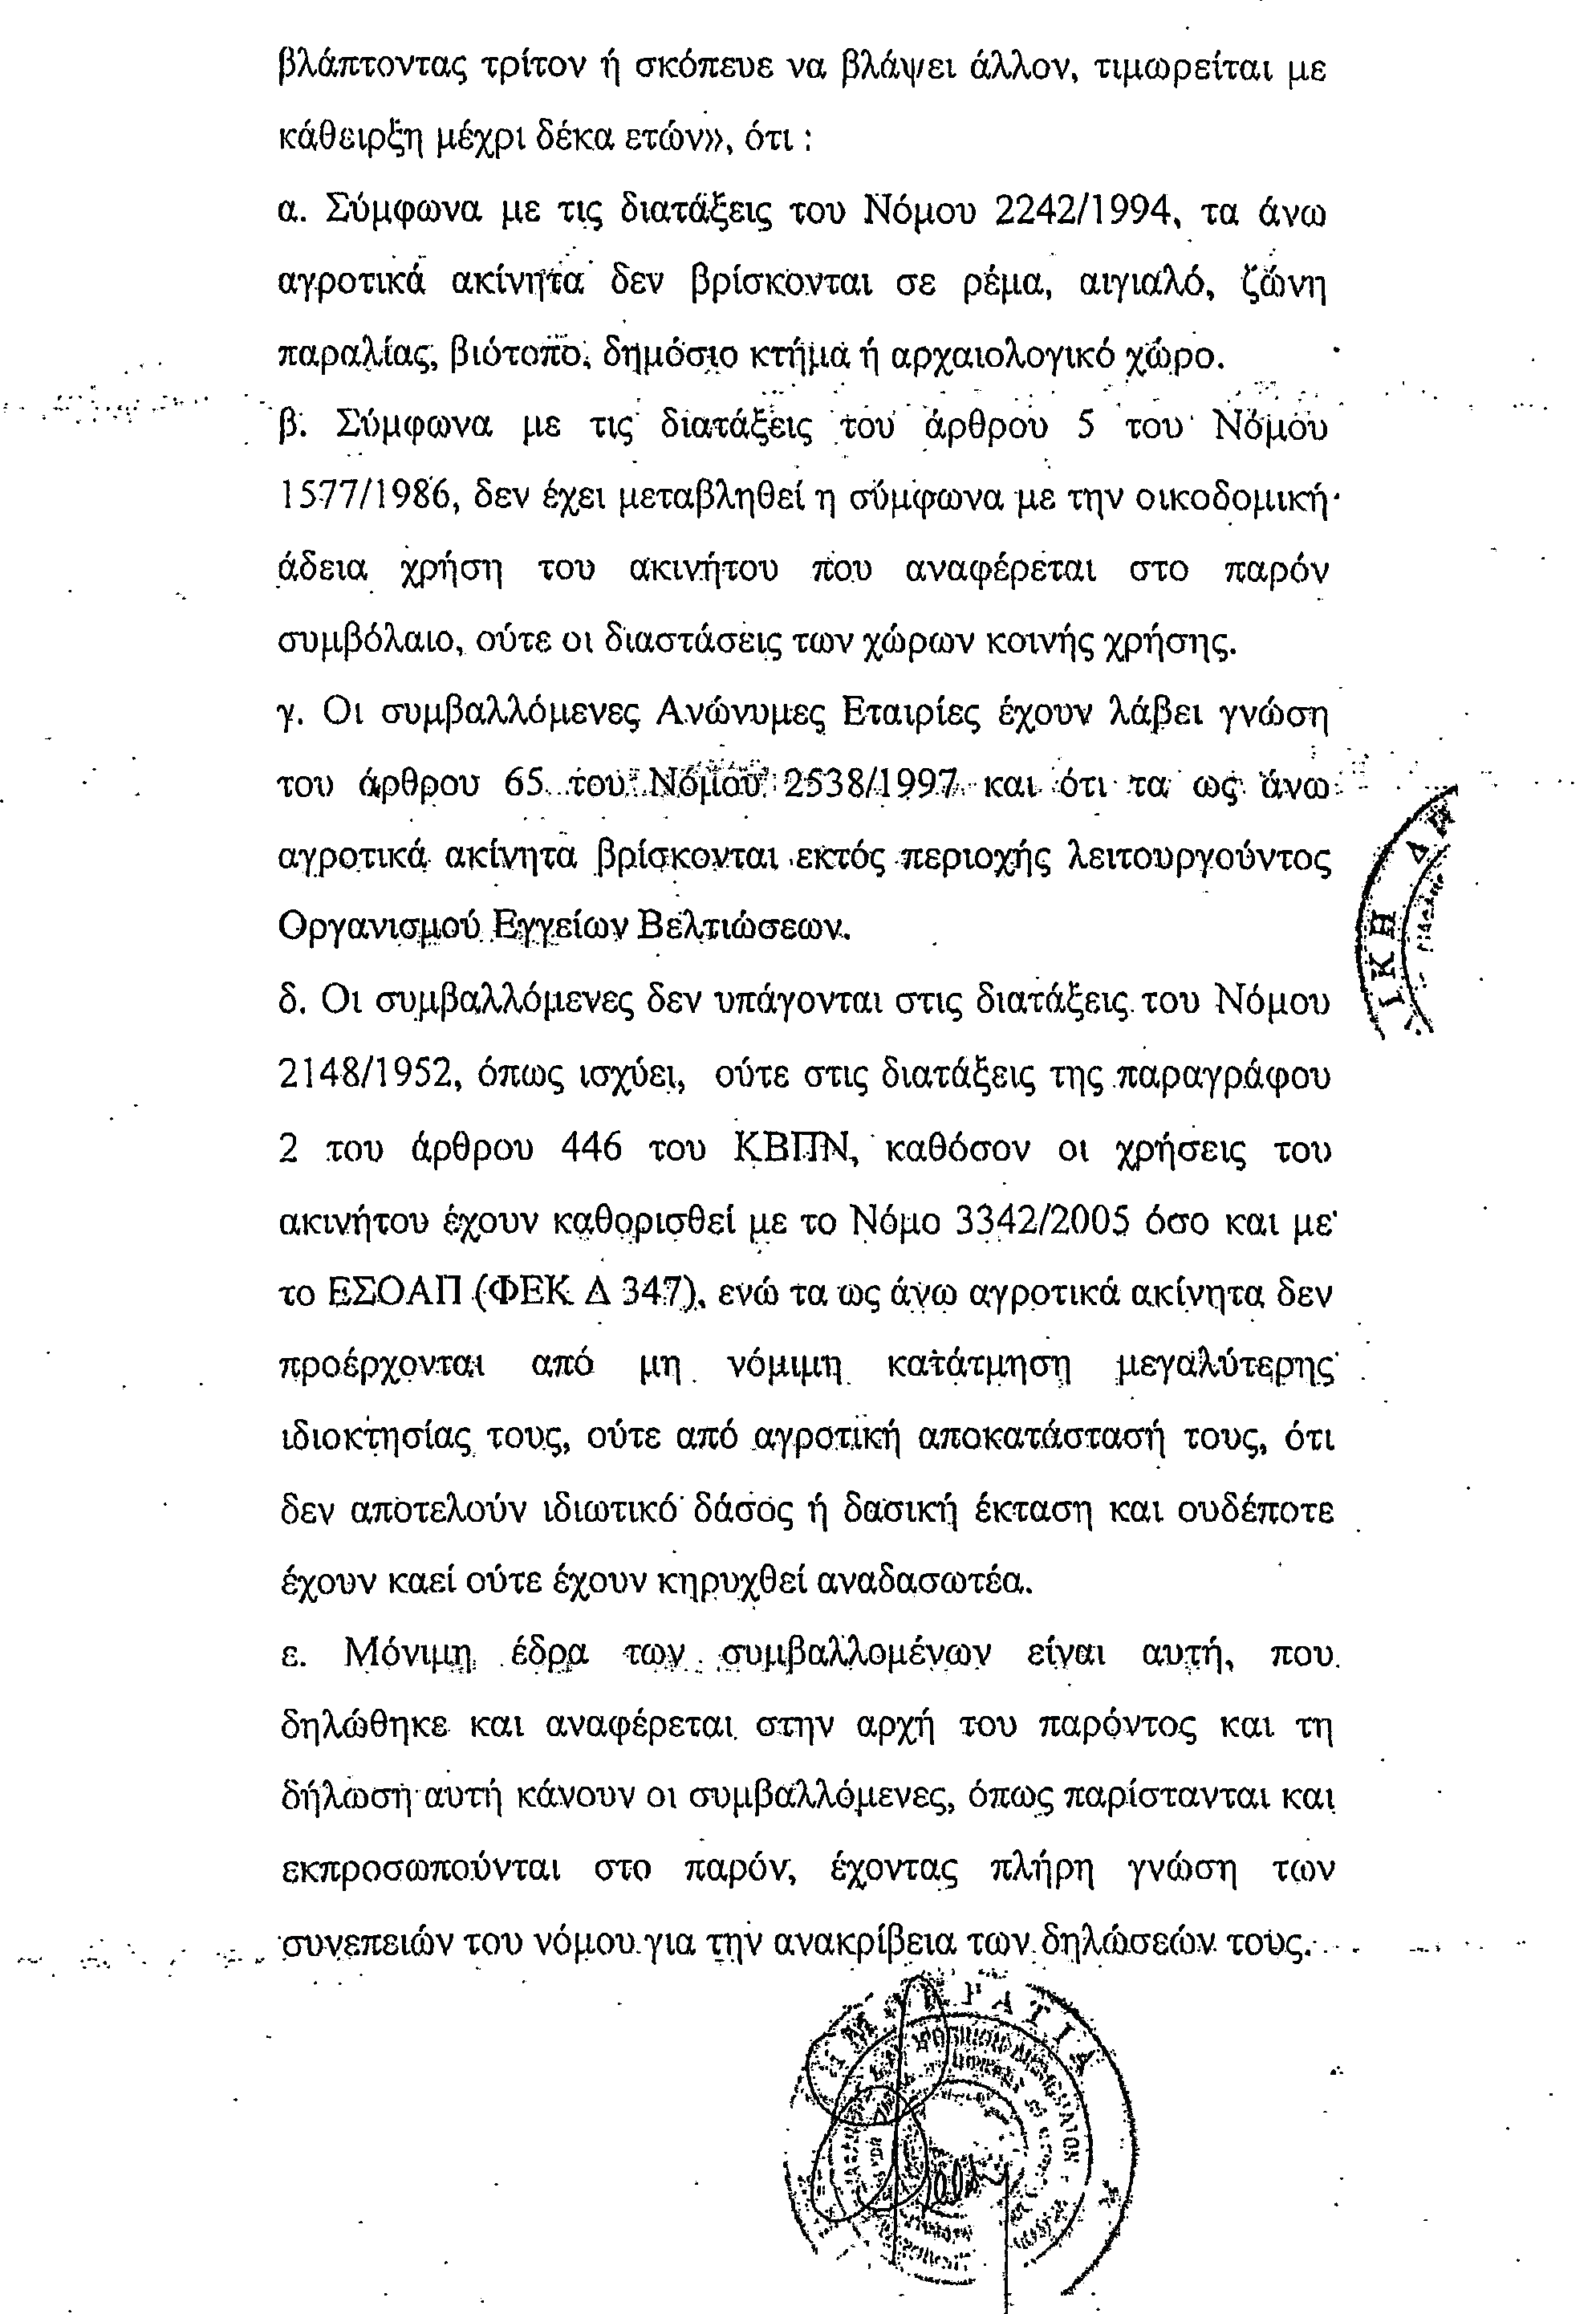 βλάπτοντας τρίτον ή σκόπευε να βλάψει άλλον, τιμωρείται με
κάθειρξη μέχρι δέκα ετών», ότι :
α. Σύμφωνα με τις διατάξεις του Νόμου 2242/1994, τα άνω
αγροτικά ακίνητα δεν βρίσκονται σε ρέμα, αιγιαλό, ζώνη
παραλίας, βιότοπο, δημόσιο κτήμα ή αρχαιολογικό χώρο.
β. Σύμφωνα με τις διατάξεις του άρθρου 5 του Νόμου
1577/1986, δεν έχει μεταβληθεί η σύμφωνα με την οικοδομική
άδεια χρήση του ακινήτου που αναφέρεται στο παρόν
συμβόλαιο, ούτε οι διαστάσεις των χώρων κοινής χρήσης.
γ. Οι συμβαλλόμενες Ανώνυμες Εταιρίες έχουν λάβει γνώση
του άρθρου 65 του Νόμου 2538/1997 και ότι τα ως άνω
αγροτικά ακίνητα βρίσκονται εκτός περιοχής λειτουργούντος
Οργανισμού Εγγείων Βελτιώσεων.
δ. Οι συμβαλλόμενες δεν υπάγονται στις διατάξεις του Νόμου
2148/1952, όπως ισχύει, ούτε στις διατάξεις της παραγράφου
2 του άρθρου 446 του ΚΒΠΝ, καθόσον οι χρήσεις του
ακινήτου έχουν καθορισθεί με το Νόμο 3342/2005 όσο και με
το ΕΣΟΑΠ (ΦΕΚ Δ 347), ενώ τα ως άνω αγροτικά ακίνητα δεν
προέρχονται από μη νόμιμη κατάτμηση μεγαλύτερης
ιδιοκτησίας τους, ούτε από αγροτική αποκατάστασή τους, ότι
δεν αποτελούν ιδιωτικό δάσος ή δασική έκταση και ουδέποτε
έχουν καεί ούτε έχουν κηρυχθεί αναδασωτέα.
ε. Μόνιμη έδρα των συμβαλλομένων είναι αυτή, που
δηλώθηκε και αναφέρεται στην αρχή του παρόντος και τη
δήλωση αυτή κάνουν οι συμβαλλόμενες, όπως παρίστανται και
εκπροσωπούνται στο παρόν, έχοντας πλήρη γνώση των
συνεπειών του νόμου για την ανακρίβεια των δηλώσεών τους.